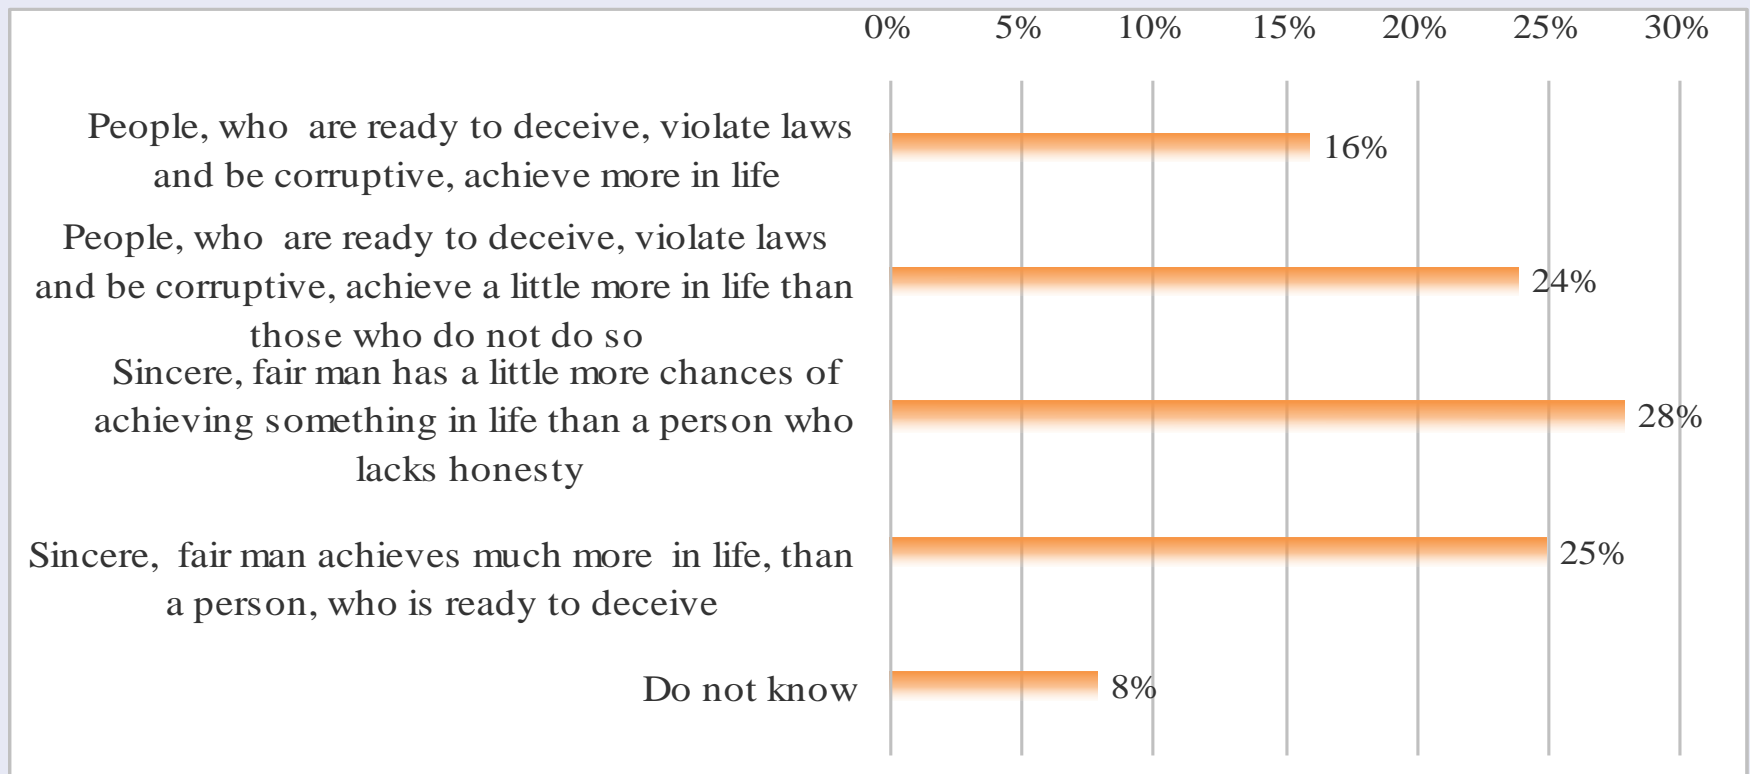 0% 5% 10% 15% 20% 25% 30%
People, who are ready to deceive, violate laws
and be corruptive, achieve more in life
16%
People, who are ready to deceive, violate laws
and be corruptive, achieve a little more in life than
those who do not do so
24%
Sincere, fair man has a little more chances of
achieving something in life than a person who
lacks honesty
28%
Sincere, fair man achieves much more in life, than
a person, who is ready to deceive
25%
Do not know
8%